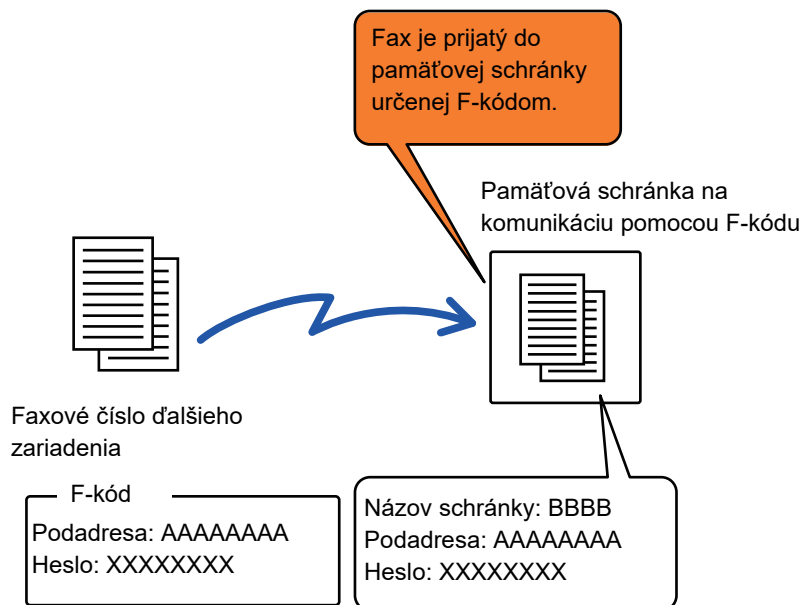 Fax je prijatý do
pamäťovej schránky
určenej F-kódom.
Pamäťová schránka na
komunikáciu pomocou F-kódu
Faxové číslo ďalšieho
zariadenia
F-kód
Podadresa: AAAAAAAA
Heslo: XXXXXXXX
Názov schránky: BBBB
Podadresa: AAAAAAAA
Heslo: XXXXXXXX